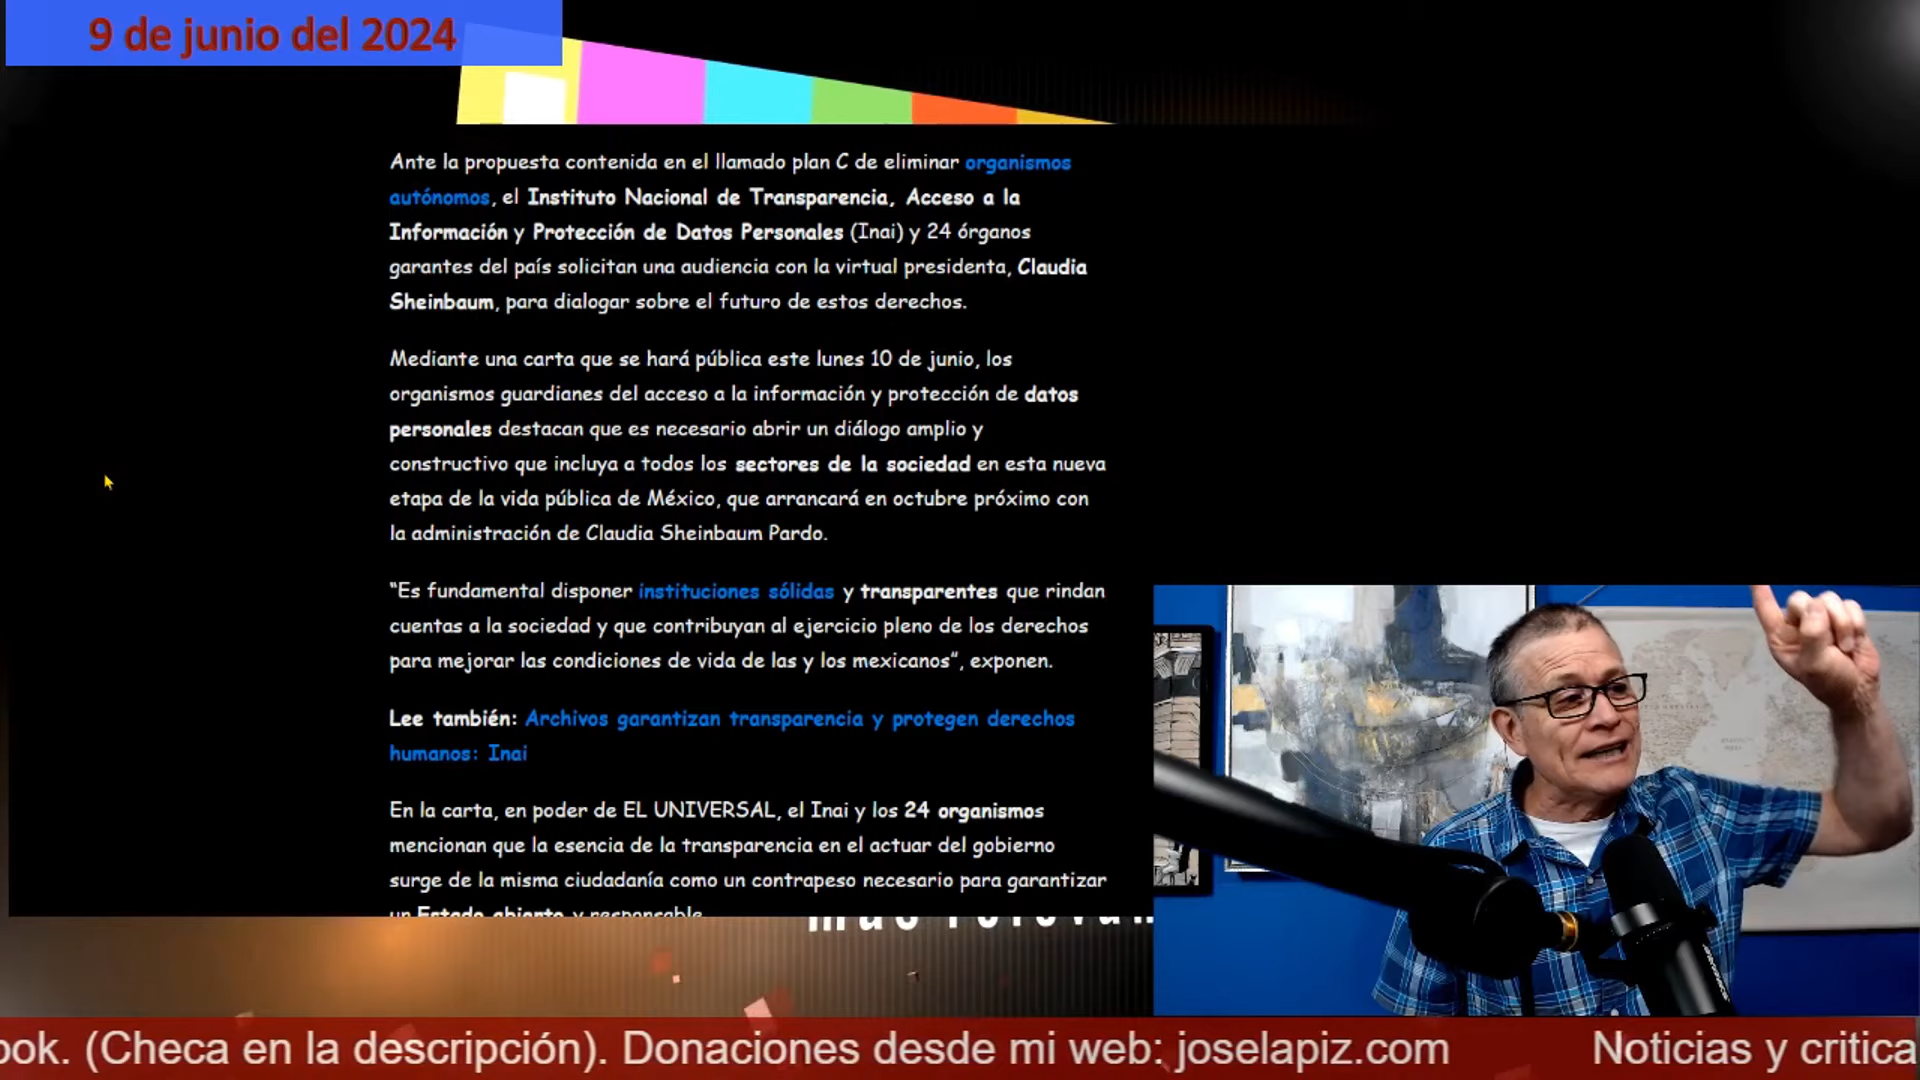 9 de junio del 2024
Ante la propuesta contenida en el llamado plan C de eliminar organismos
autónomos, el Instituto Nacional de Transparencia, Acceso a la
Información y Protección de Datos Personales (Inai) y 24 órganos
garantes del país solicitan una audiencia con la virtual presidenta, Claudia
Sheinbaum, para dialogar sobre el futuro de estos derechos.
Mediante una carta que se hará pública este lunes 10 de junio, los
organismos guardianes del acceso a la información y protección de datos
personales destacan que es necesario abrir un diálogo amplio y
constructivo que incluya a todos los sectores de la sociedad en esta nueva
etapa de la vida pública de México, que arrancará en octubre próximo con
la administración de Claudia Sheinbaum Pardo.
“Es fundamental disponer instituciones sólidas y transparentes que rindan
cuentas a la sociedad y que contribuyan al ejercicio pleno de los derechos
para mejorar las condiciones de vida de las y los mexicanos”, exponen.
Lee también: Archivos garantizan transparencia y protegen derechos
humanos: Inai
En la carta, en poder de EL UNIVERSAL, el Inai y los 24 organismos
mencionan que la esencia de la transparencia en el actuar del gobierno
surge de la misma ciudadanía como un contrapeso necesario para garantizar
un Estado abierto y responsable.
ook. (Checa en la descripción). Donaciones desde mi web: joselapiz.com Noticias y critica